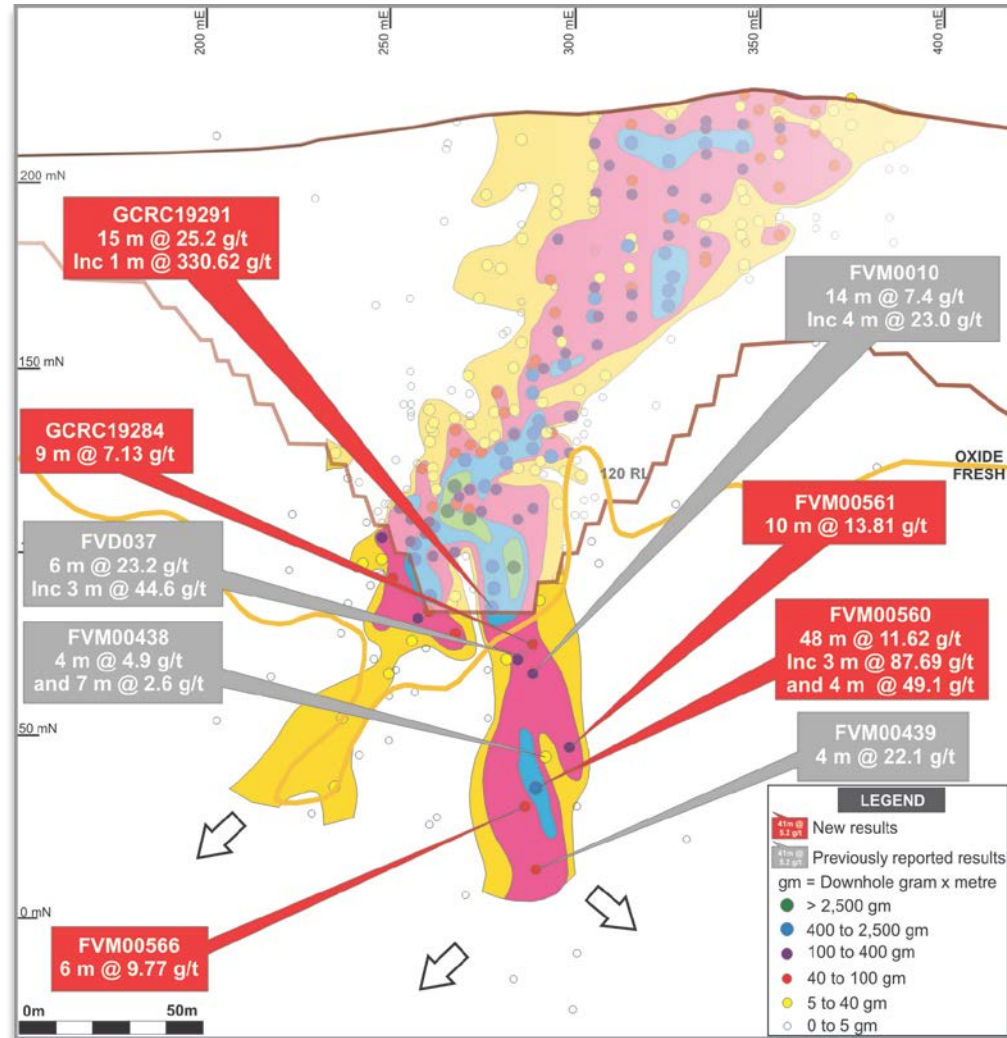 200 mE
250 mE
300 mE
350 mE
400 mE
200 mN
150 mN
50 mN
0 mN
GCRC19291
15 m @ 25.2 g/t
Inc 1 m @ 330.62 g/t
FVM0010
14 m @ 7.4 g/t
Inc 4 m @ 23.0 g/t
GCRC19284
9 m @ 7.13 g/t
120 RL
OXIDE
FRESH
FVM00561
10 m @ 13.81 g/t
FVD037
6 m @ 23.2 g/t
Inc 3 m @ 44.6 g/t
FVM00560
48 m @ 11.62 g/t
Inc 3 m @ 87.69 g/t
and 4 m @ 49.1 g/t
FVM00438
4 m @ 4.9 g/t
and 7 m @ 2.6 g/t
FVM00439
4 m @ 22.1 g/t
FVM00566
6 m @ 9.77 g/t
0m 50m
LEGEND
41m @
5.2 g/t
New results
41m @
5.2 g/t
Previously reported results
gm = Downhole gram x metre
> 2,500 gm
400 to 2,500 gm
100 to 400 gm
40 to 100 gm
5 to 40 gm
0 to 5 gm